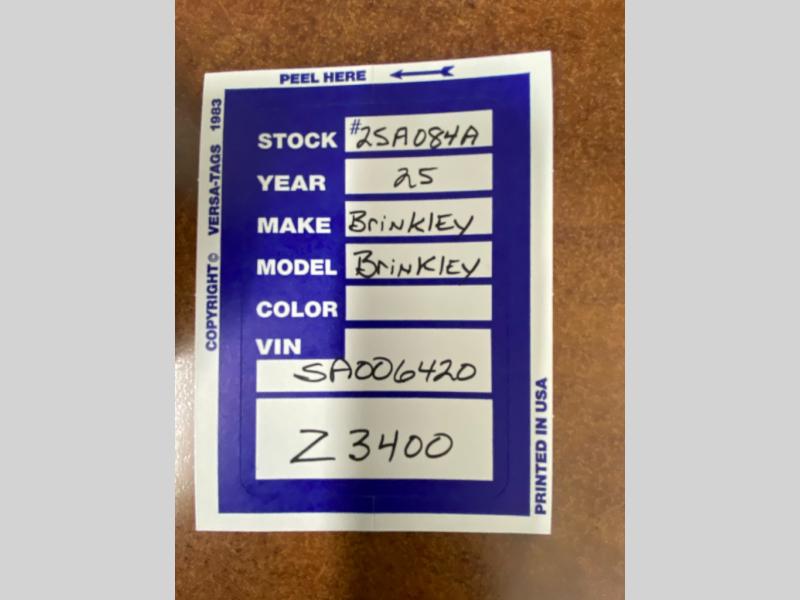 PEEL HERE
STOCK #25A084A
YEAR 25
MAKE BrinKlEy
MODEL BrinKlEy
COLOR
VIN
SA006420
Z 3400
COPYRIGHT © VERSA-TAGS 1983
PRINTED IN USA